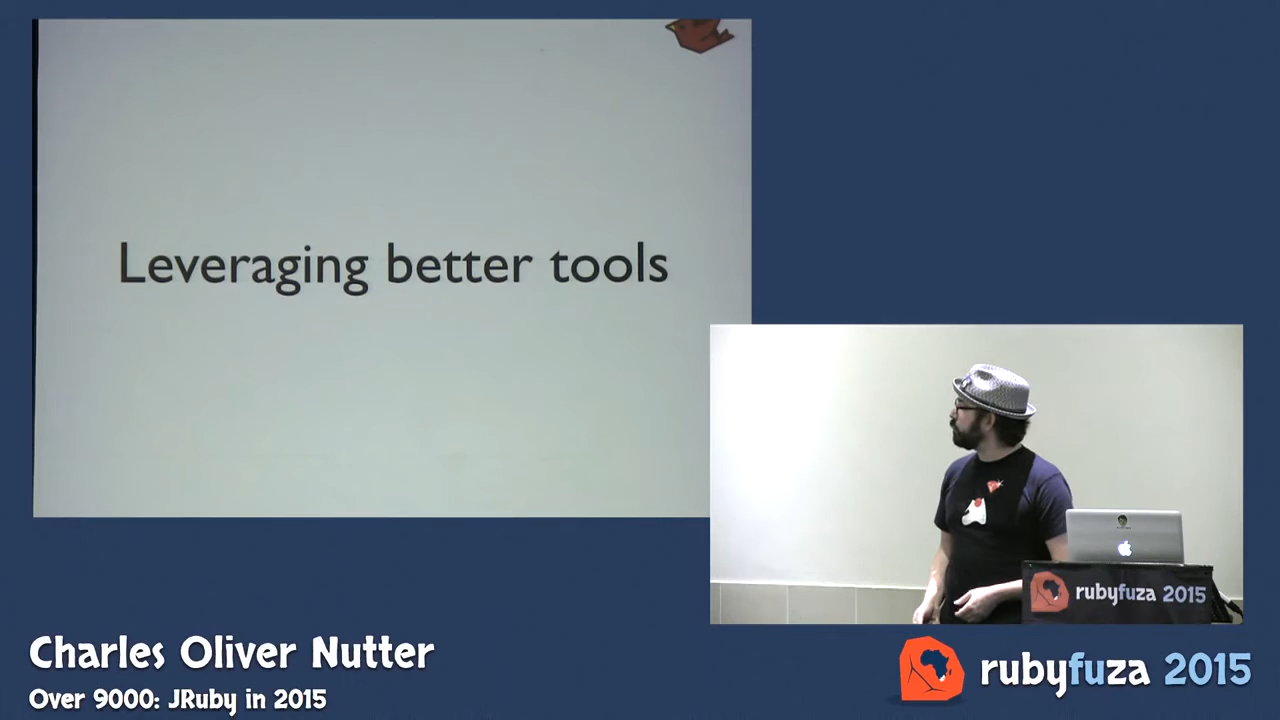 Leveraging better tools
rubyfuza 2015
Charles Oliver Nutter
Over 9000: JRuby in 2015
rubyfuza 2015